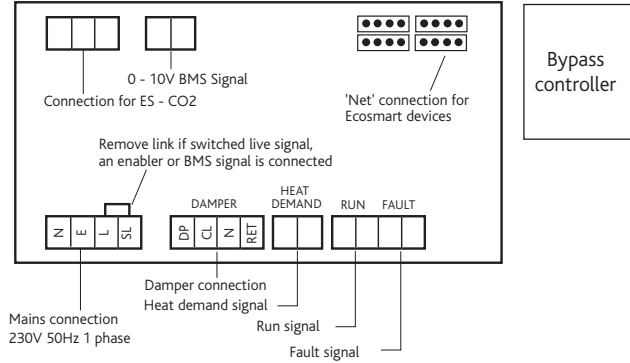 0 - 10V BMS Signal
Connection for ES - CO2
'Net' connection for
Ecosmart devices
Bypass
controller
Remove link if switched live signal,
an enabler or BMS signal is connected
DAMPER
HEAT
DEMAND
RUN
FAULT
N
E
L
SL
DP
CL
N
RET
Damper connection
Heat demand signal
Mains connection
230V 50Hz 1 phase
Run signal
Fault signal